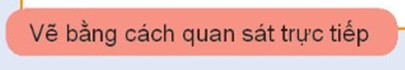 Vẽ bằng cách quan sát trực tiếp